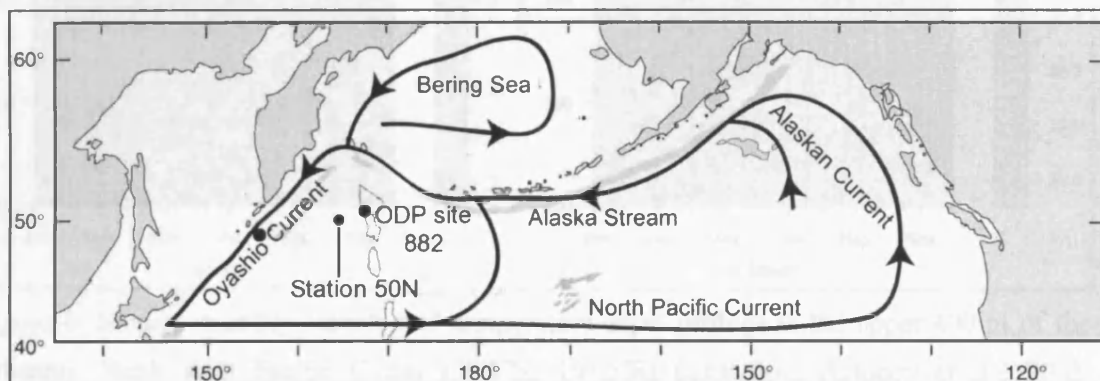 60°
50°
40°
150°
180°
150°
120°
Bering Sea
Alaskan Current
Alaska Stream
ODP site
882
Oyashio Current
Station 50N
North Pacific Current